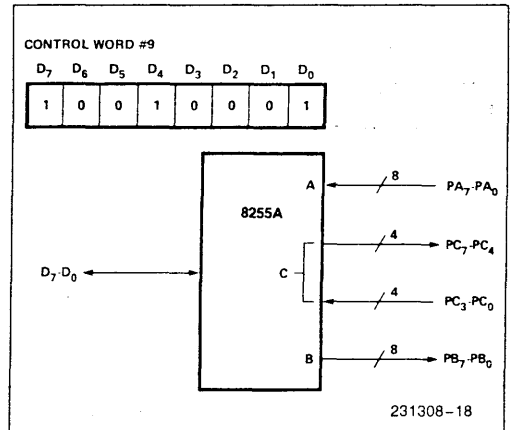 CONTROL WORD #9
D7 D6 D5 D4 D3 D2 D1 D0
1 0 0 1 0 0 0 1
A 8 PA7-PA0
8255A
4 PC7-PC4
D7-D0 C
4 PC3-PC0
B 8 PB7-PB0
231308-18